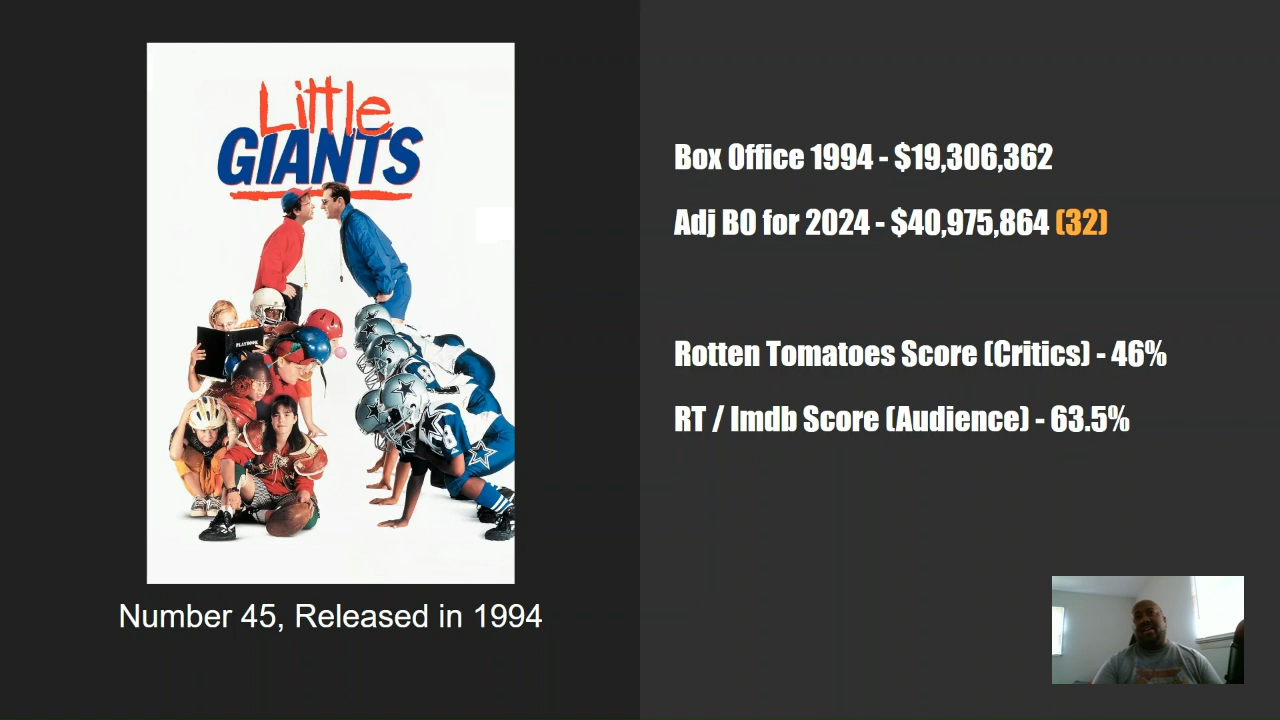 Little
GIANTS
PLAYBOOK
Number 45, Released in 1994
Box Office 1994 - $19,306,362
Adj BO for 2024 - $40,975,864 (32)
Rotten Tomatoes Score (Critics) - 46%
RT / Imdb Score (Audience) - 63.5%